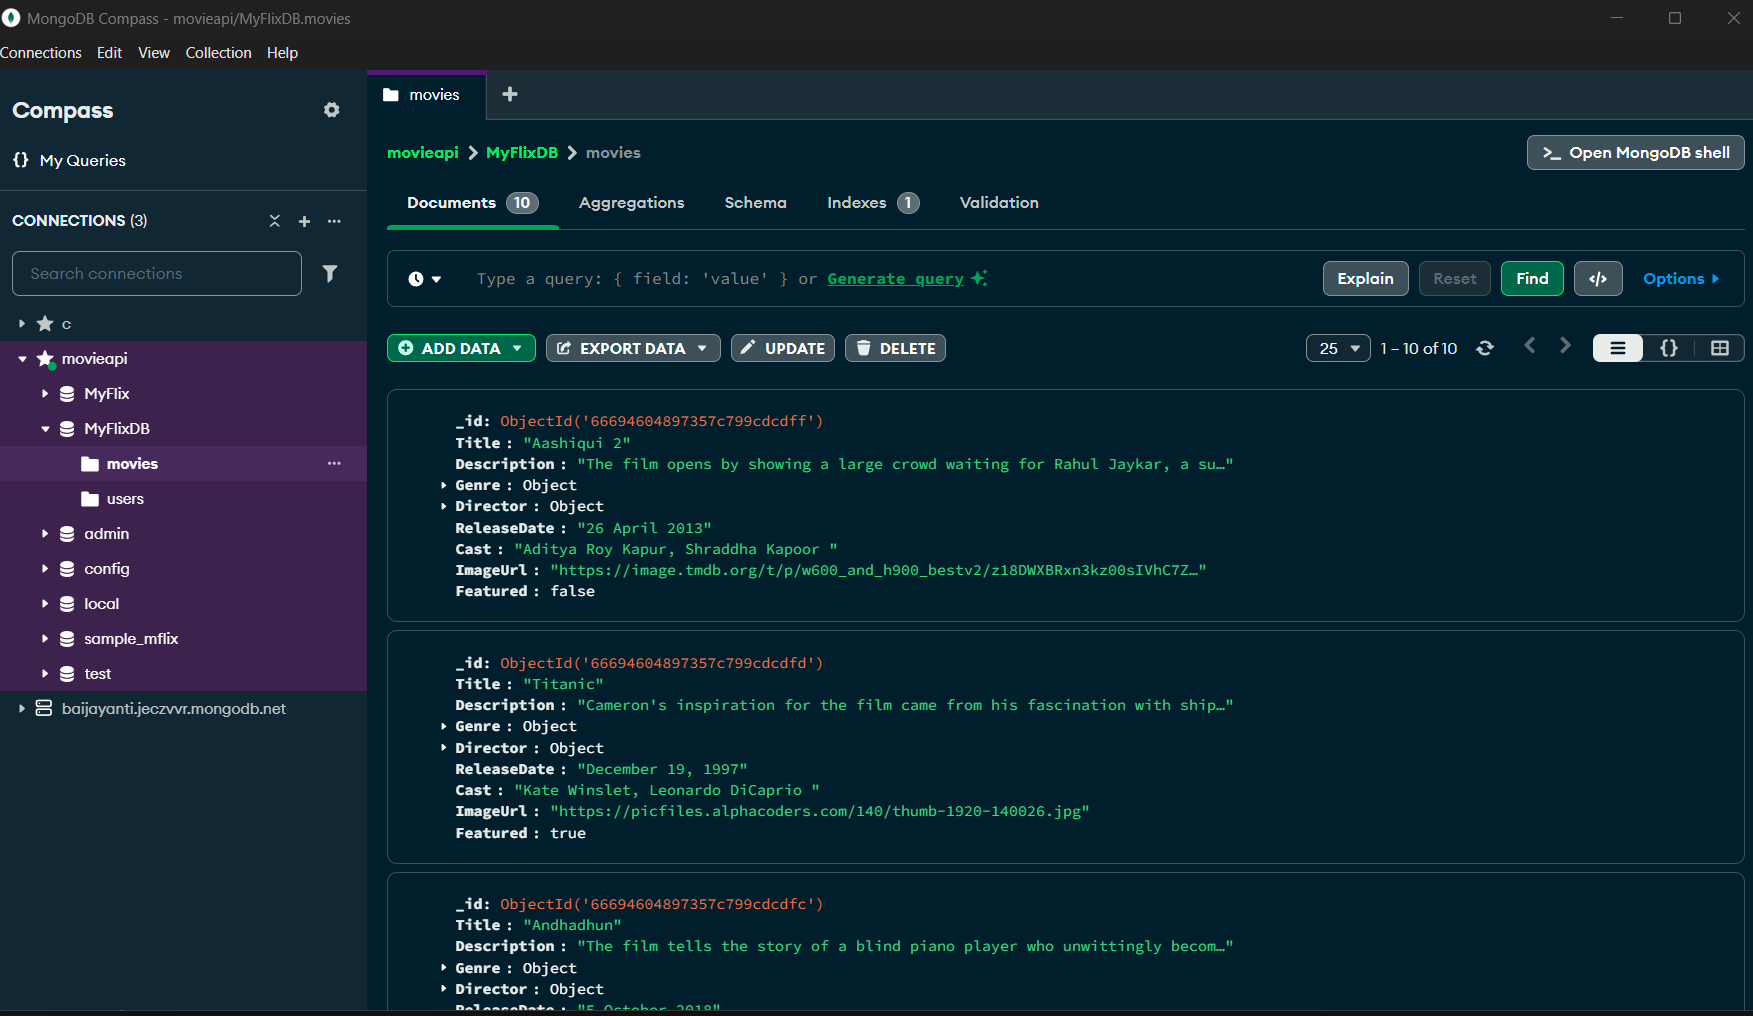 MongoDB Compass - movieapi/MyFlixDB.movies
Connections Edit View Collection Help
Compass
My Queries
CONNECTIONS (3)
Search connections
c
movieapi
MyFlix
MyFlixDB
movies
users
admin
config
local
sample_mflix
test
baijayanti.jeczvvr.mongodb.net
movies
movieapi > MyFlixDB > movies
>_ Open MongoDB shell
Documents 10 Aggregations Schema Indexes 1 Validation
Type a query: { field: 'value' } or Generate query
Explain Reset Find </> Options
ADD DATA EXPORT DATA UPDATE DELETE
25 1 – 10 of 10 {}
_id: ObjectId('66694604897357c799cdcdff')
Title : "Aashiqui 2"
Description : "The film opens by showing a large crowd waiting for Rahul Jaykar, a su…"
Genre : Object
Director : Object
ReleaseDate : "26 April 2013"
Cast : "Aditya Roy Kapur, Shraddha Kapoor "
ImageUrl : "https://image.tmdb.org/t/p/w600_and_h900_bestv2/z18DWXBRxn3kz00sIVhC7Z…"
Featured : false
_id: ObjectId('66694604897357c799cdcdfd')
Title : "Titanic"
Description : "Cameron's inspiration for the film came from his fascination with ship…"
Genre : Object
Director : Object
ReleaseDate : "December 19, 1997"
Cast : "Kate Winslet, Leonardo DiCaprio "
ImageUrl : "https://picfiles.alphacoders.com/140/thumb-1920-140026.jpg"
Featured : true
_id: ObjectId('66694604897357c799cdcdfc')
Title : "Andhadhun"
Description : "The film tells the story of a blind piano player who unwittingly becom…"
Genre : Object
Director : Object
ReleaseDate : "5 October 2018"